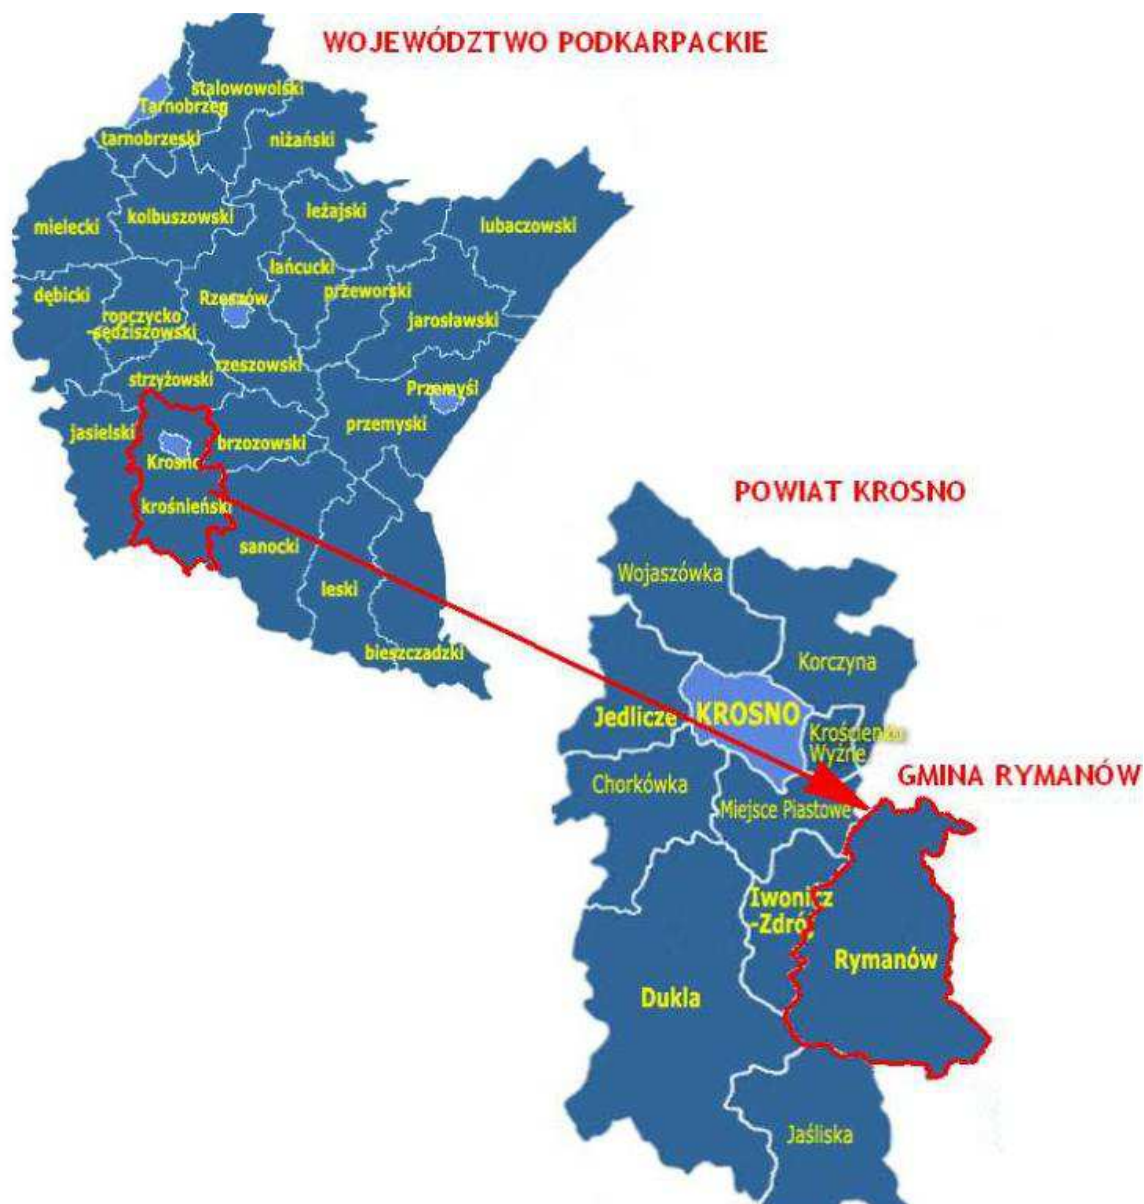 WOJEWÓDZTWO PODKARPACKIE
stalowowolski
Tarnobrzeg
tarnobrzeski
niżański
mielecki
kolbuszowski
leżajski
lubaczowski
łańcucki
dębicki
Rzeszów
przeworski
ropczycko
-sędziszowski
jarosławski
rzeszowski
strzyżowski
Przemyśl
jasielski
brzozowski
przemyski
Krosno
krośnieński
sanocki
leski
bieszczadzki
POWIAT KROSNO
Wojaszówka
Korczyna
Jedlicze
KROSNO
Krościenko
Wyżne
GMINA RYMANÓW
Chorkówka
Miejsce Piastowe
Iwonicz
-Zdrój
Rymanów
Dukla
Jaśliska